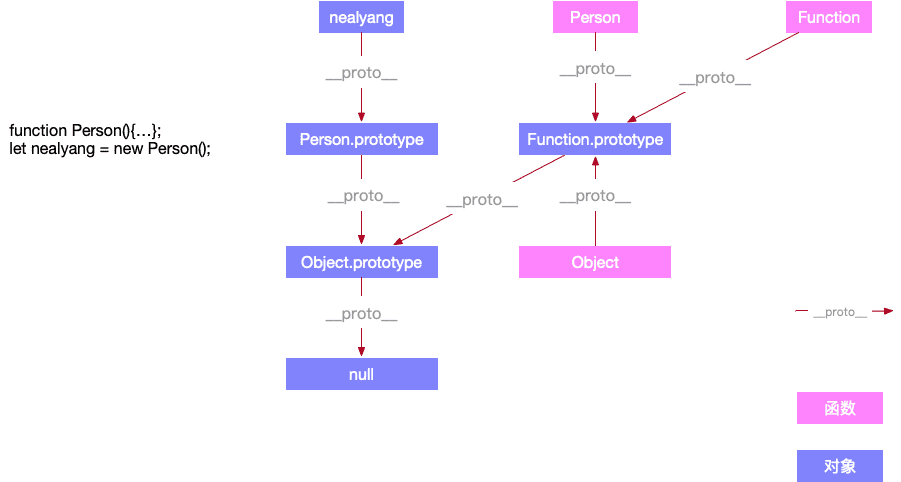 nealyang
Person
Function
__proto__
__proto__
__proto__
function Person(){…};
let nealyang = new Person();
Person.prototype
Function.prototype
__proto__
__proto__
__proto__
Object.prototype
Object
__proto__
__proto__
null
函数
对象